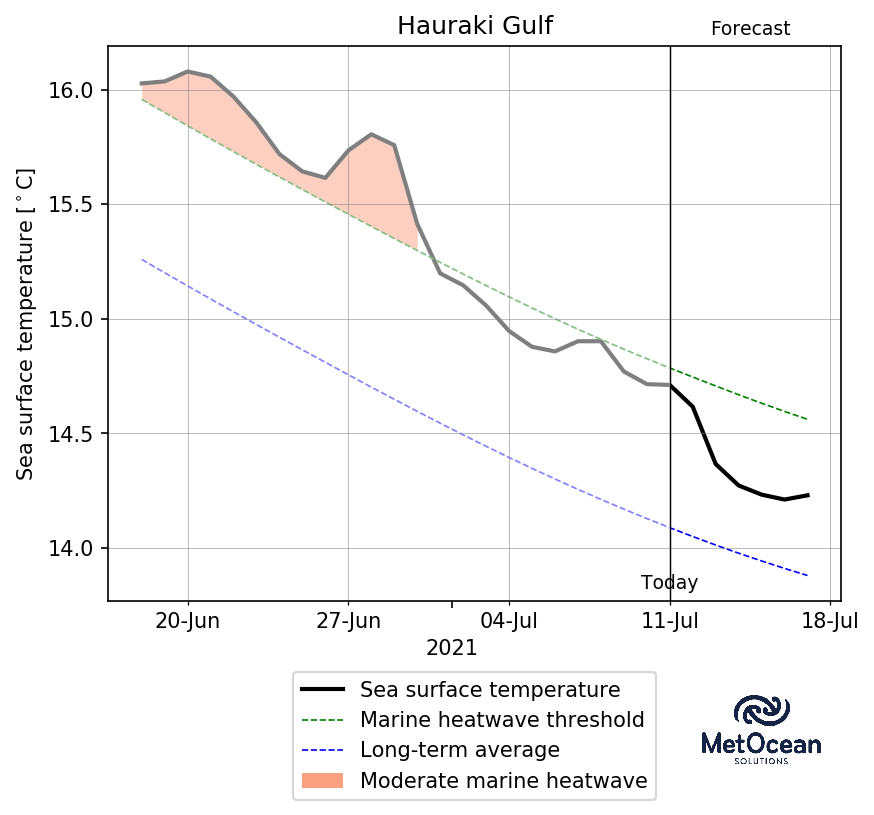 Hauraki Gulf
Forecast
Sea surface temperature [°C]
16.0
15.5
15.0
14.5
14.0
Today
20-Jun
27-Jun
04-Jul
11-Jul
18-Jul
2021
Sea surface temperature
Marine heatwave threshold
Long-term average
Moderate marine heatwave
MetOcean
SOLUTIONS